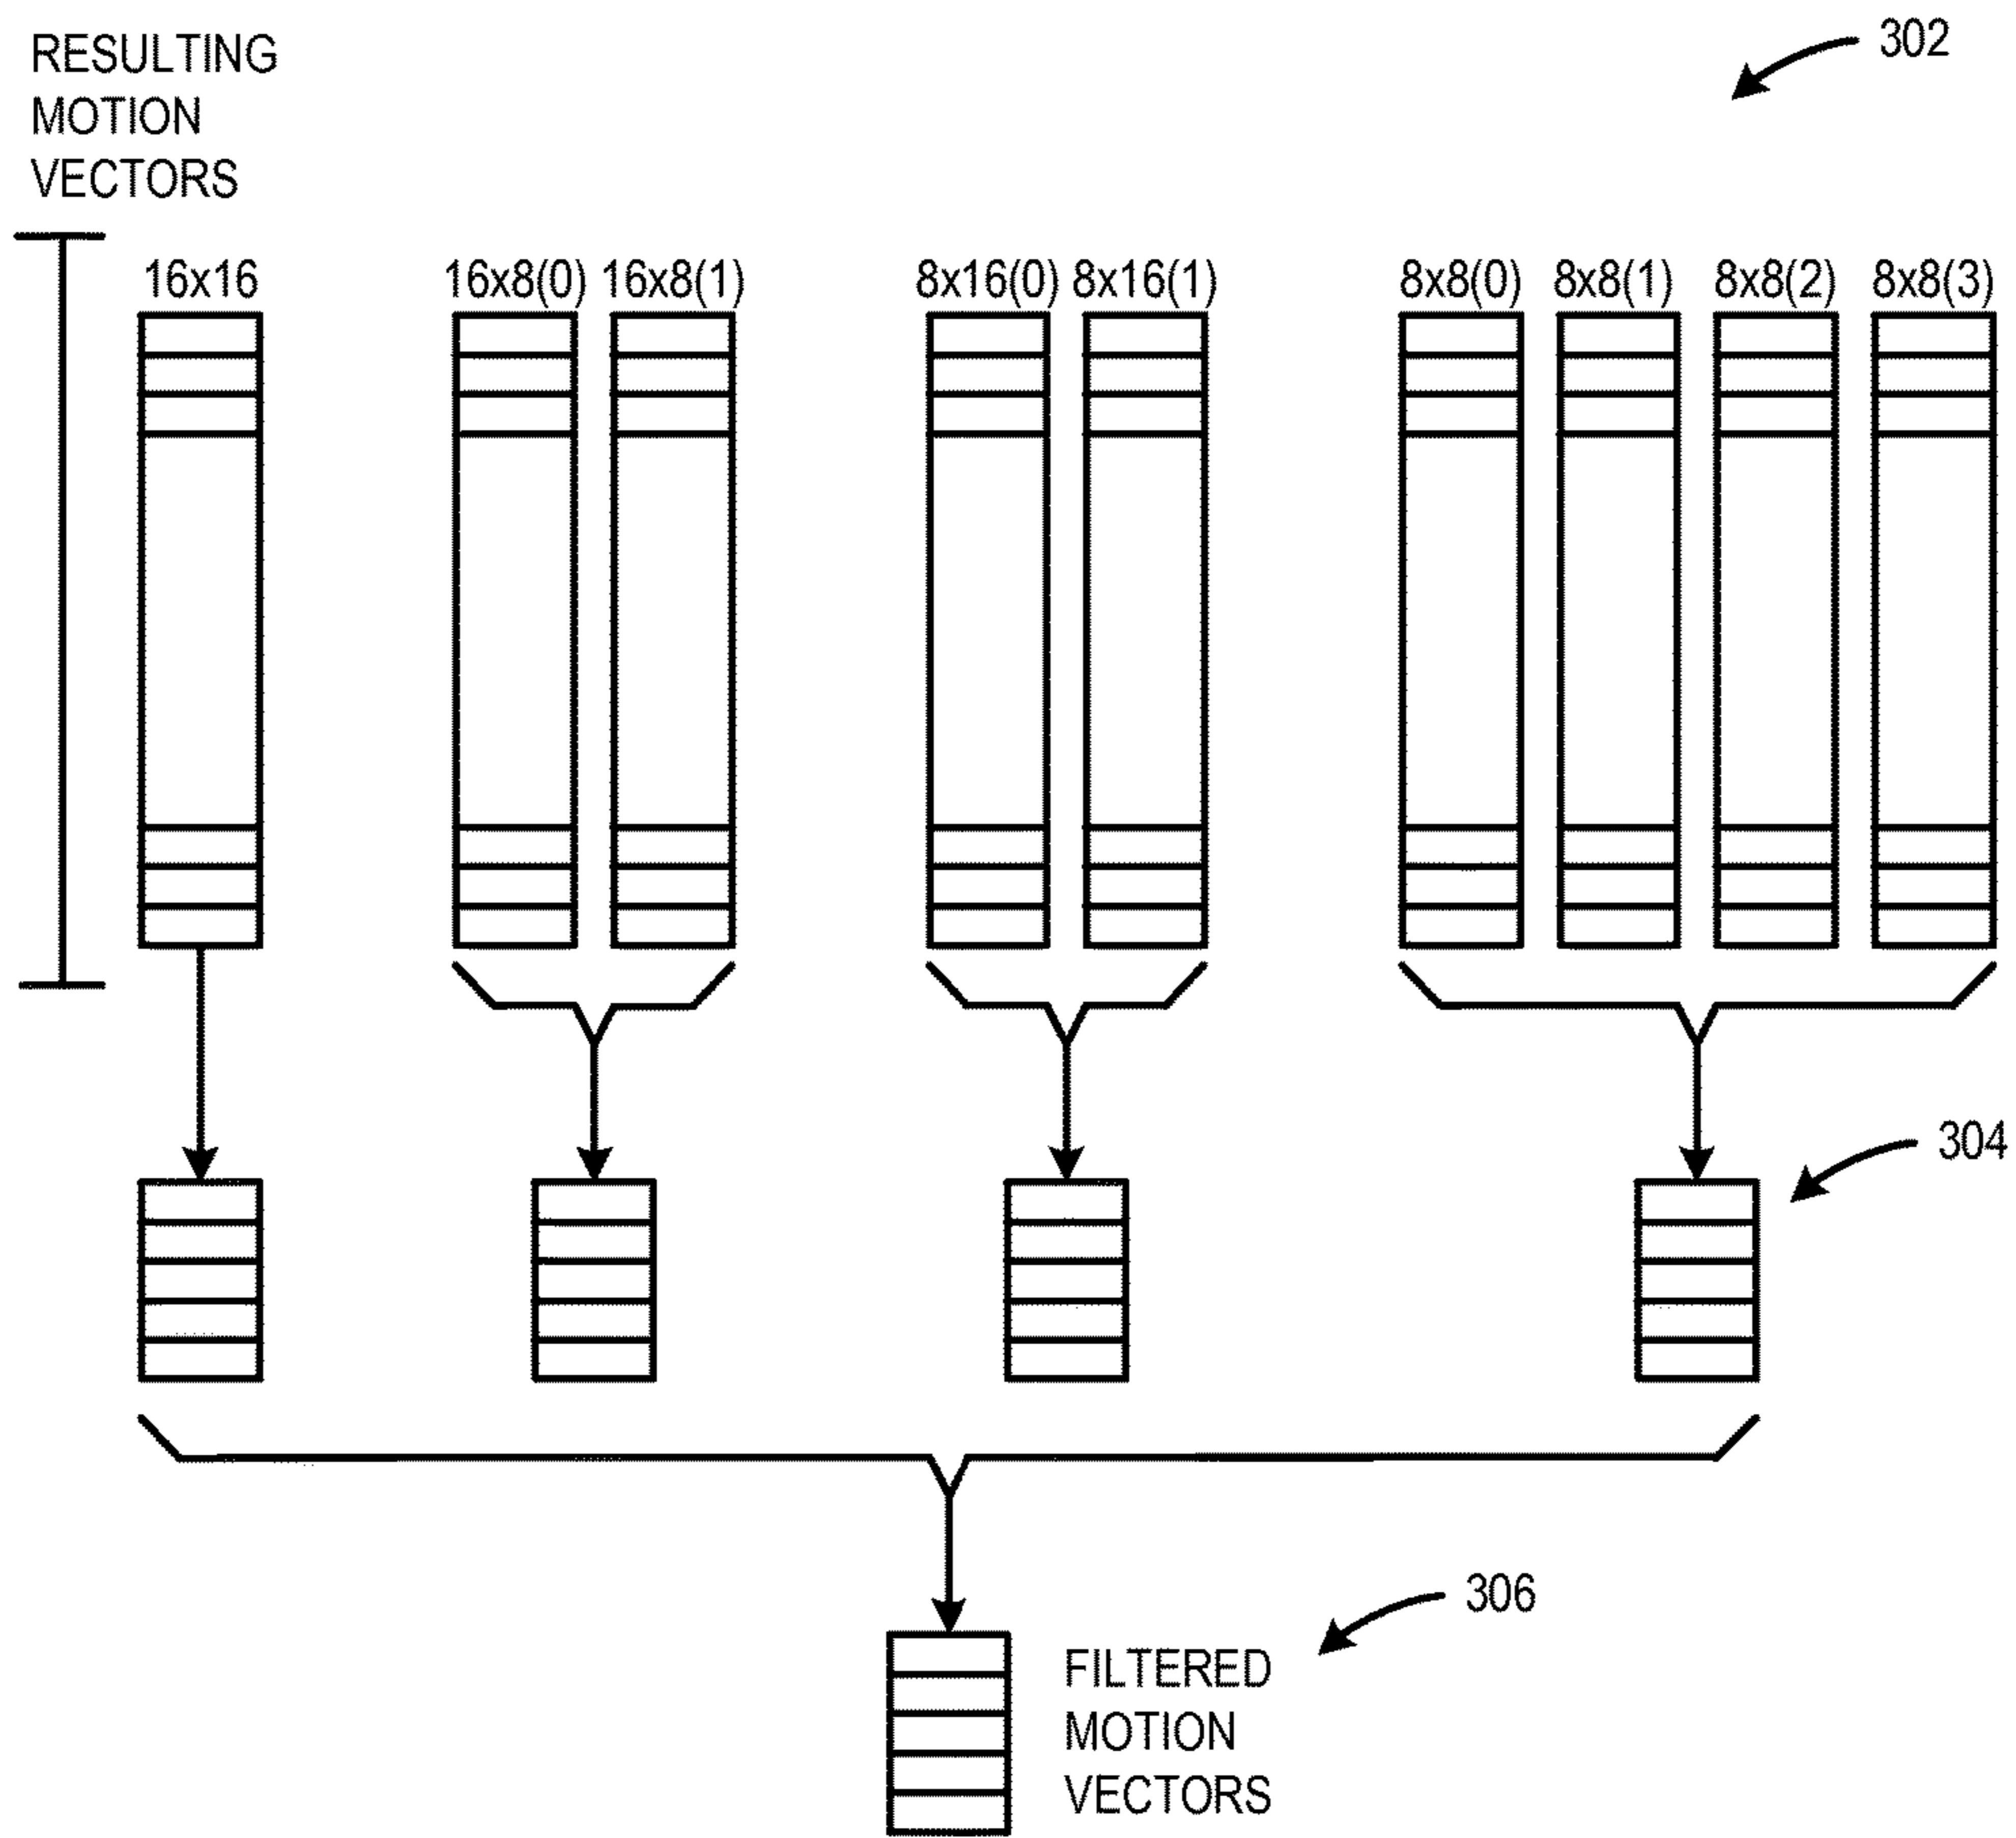 RESULTING
MOTION
VECTORS
302
16x16
16x8(0) 16x8(1)
8x16(0) 8x16(1)
8x8(0) 8x8(1) 8x8(2) 8x8(3)
304
306
FILTERED
MOTION
VECTORS